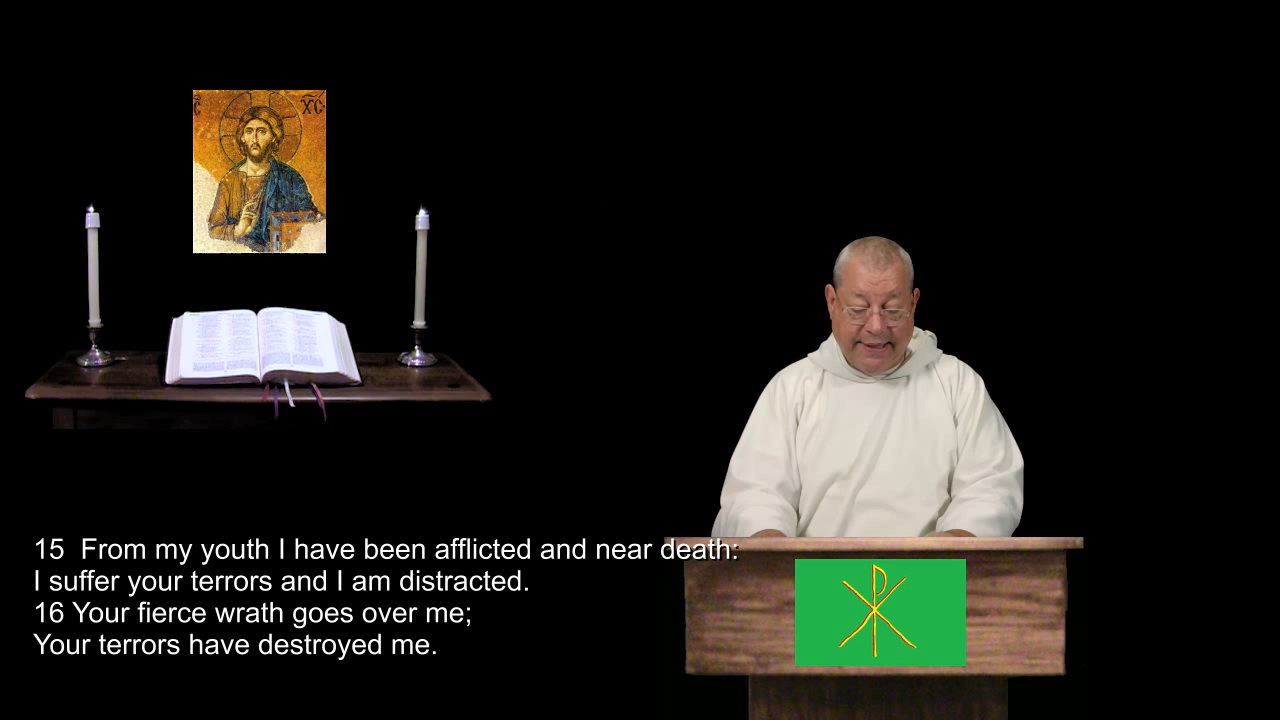 XC
15 From my youth I have been afflicted and near death:
I suffer your terrors and I am distracted.
16 Your fierce wrath goes over me;
Your terrors have destroyed me.